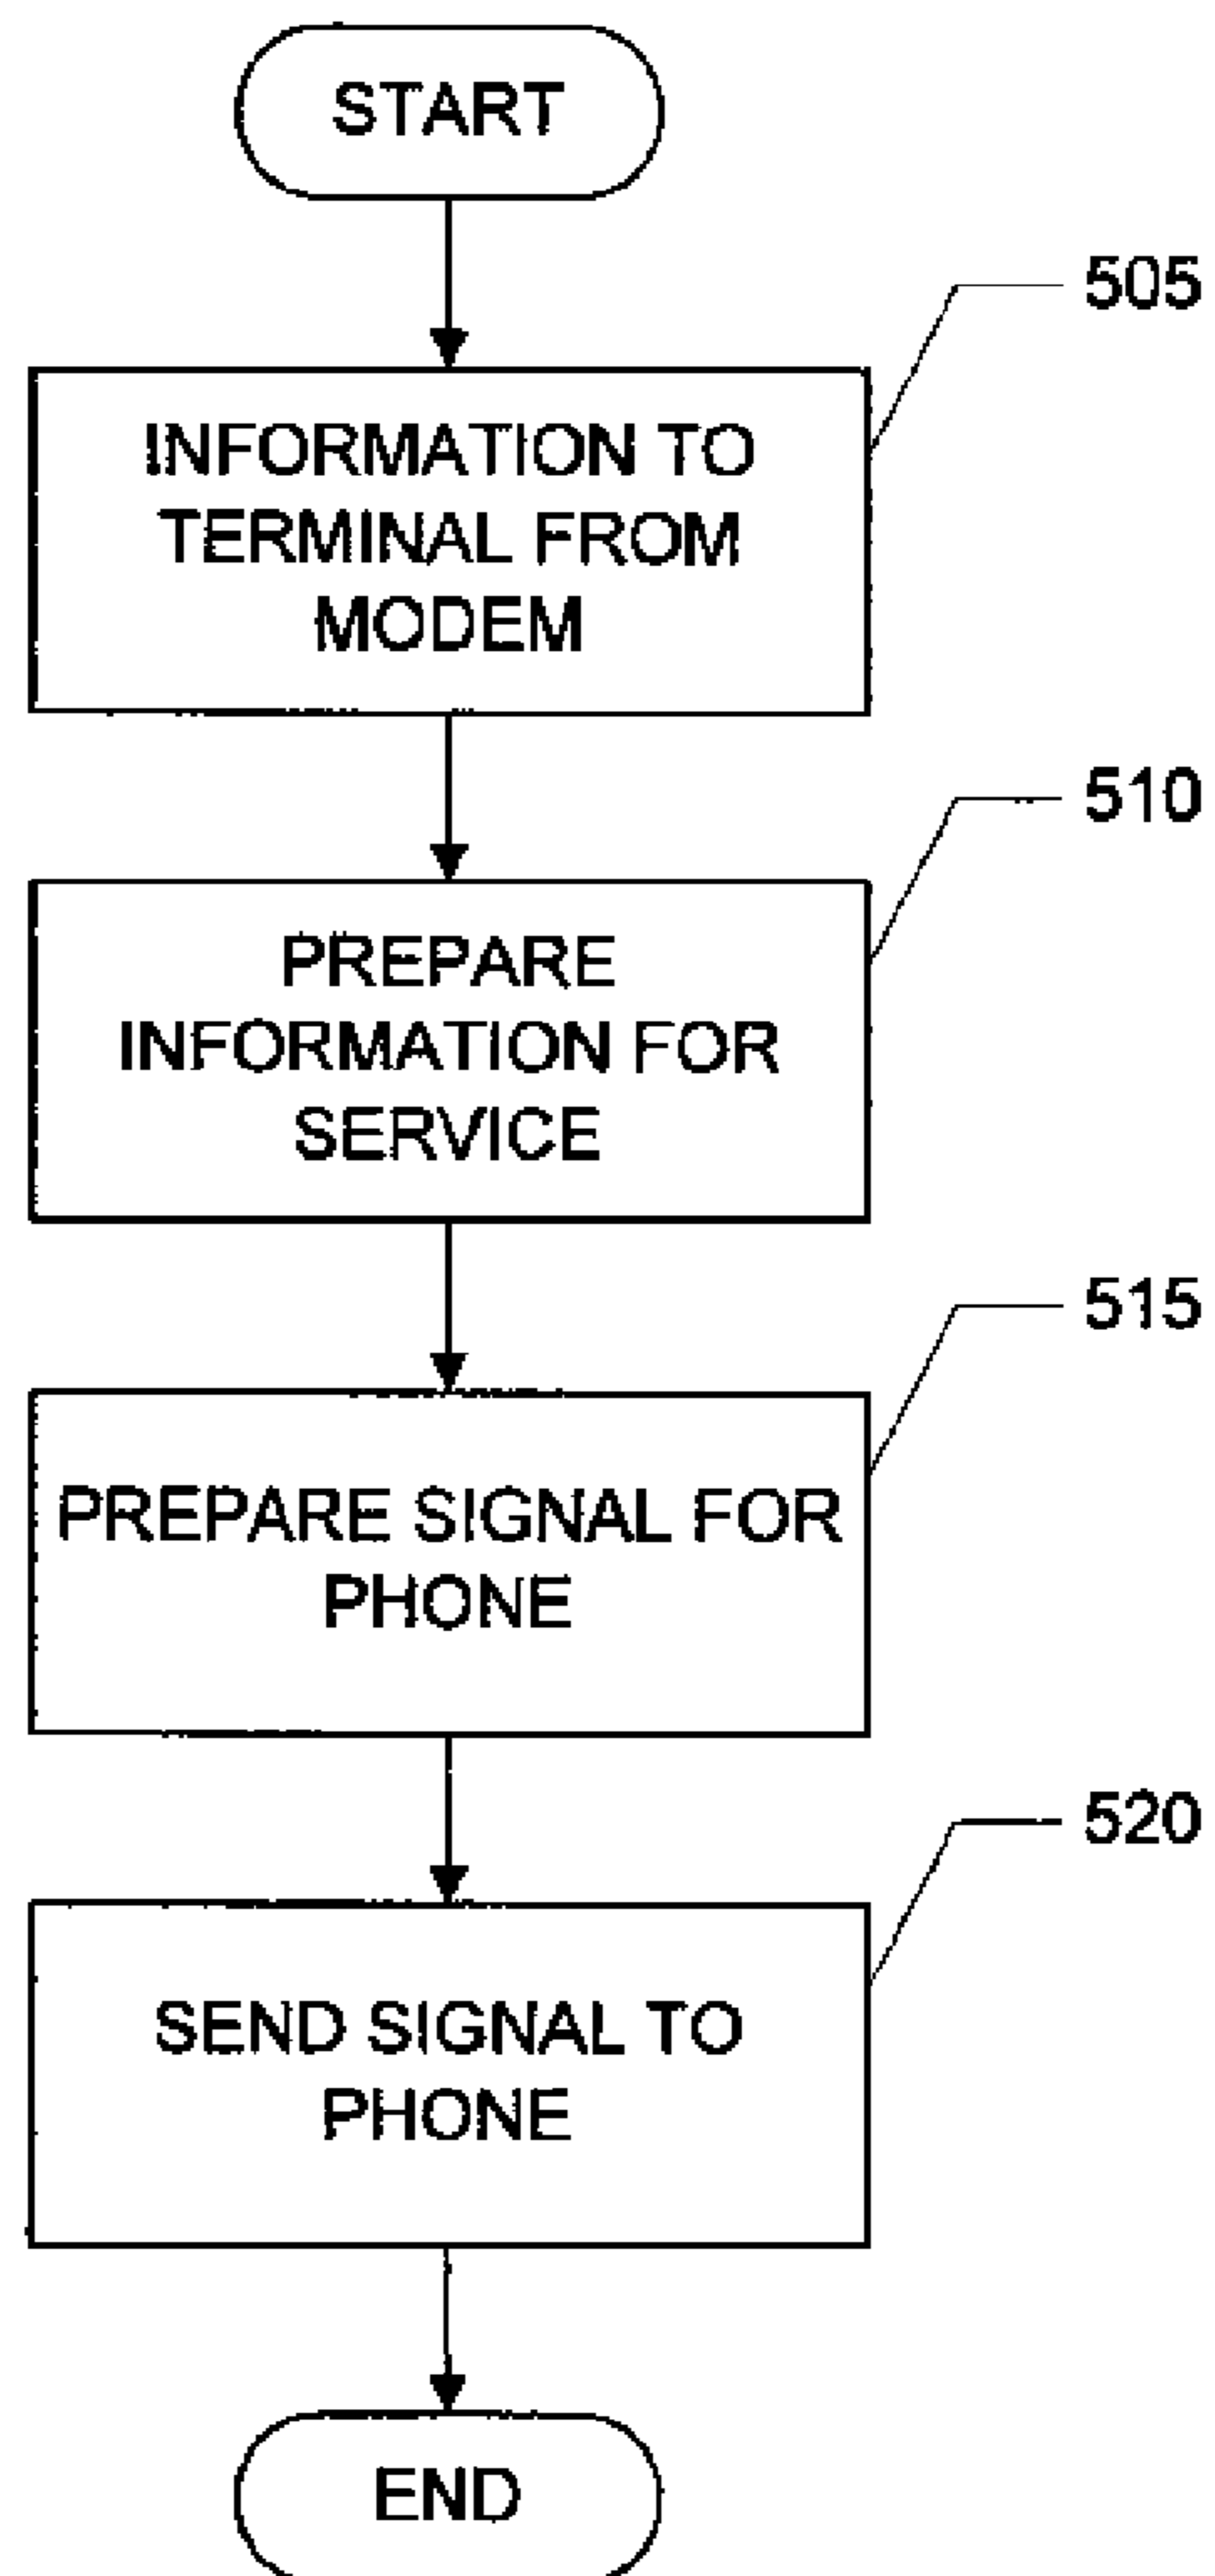 START
505
INFORMATION TO
TERMINAL FROM
MODEM
510
PREPARE
INFORMATION FOR
SERVICE
515
PREPARE SIGNAL FOR
PHONE
520
SEND SIGNAL TO
PHONE
END